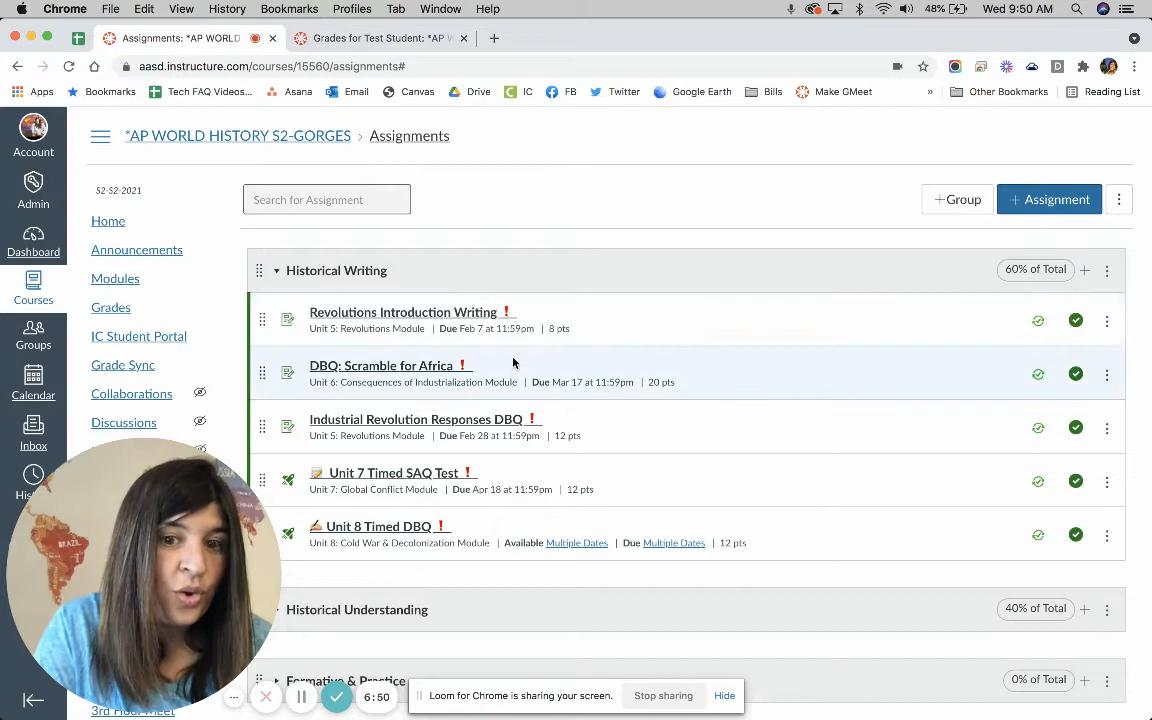 Chrome File Edit View History Bookmarks Profiles Tab Window Help 48% Wed 9:50 AM
Assignments: *AP WORLD Grades for Test Student: *AP W
aasd.instructure.com/courses/15560/assignments#
Apps Bookmarks Tech FAQ Videos... Asana Email Canvas Drive IC FB Twitter Google Earth Bills Make GMeet » Other Bookmarks Reading List
*AP WORLD HISTORY S2-GORGES > Assignments
Account
Admin
Dashboard
Courses
Groups
Calendar
Inbox
S2-S2-2021
Home
Announcements
Modules
Grades
IC Student Portal
Grade Sync
Collaborations
Discussions
3rd Hour Meet
Search for Assignment
+Group + Assignment
Historical Writing 60% of Total +
Revolutions Introduction Writing ❗
Unit 5: Revolutions Module | Due Feb 7 at 11:59pm | 8 pts
DBQ: Scramble for Africa ❗
Unit 6: Consequences of Industrialization Module | Due Mar 17 at 11:59pm | 20 pts
Industrial Revolution Responses DBQ ❗
Unit 5: Revolutions Module | Due Feb 28 at 11:59pm | 12 pts
📝 Unit 7 Timed SAQ Test ❗
Unit 7: Global Conflict Module | Due Apr 18 at 11:59pm | 12 pts
✍️ Unit 8 Timed DBQ ❗
Unit 8: Cold War & Decolonization Module | Available Multiple Dates | Due Multiple Dates | 12 pts
Historical Understanding 40% of Total +
Formative & Practice 0% of Total +
6:50
Loom for Chrome is sharing your screen. Stop sharing Hide
BRAZIL